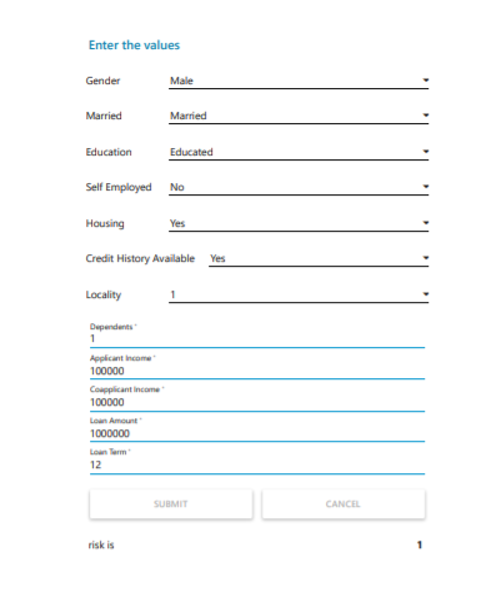 Enter the values
Gender Male
Married Married
Education Educated
Self Employed No
Housing Yes
Credit History Available Yes
Locality 1
Dependents *
1
Applicant Income *
100000
Coapplicant Income *
100000
Loan Amount *
1000000
Loan Term *
12
SUBMIT CANCEL
risk is 1